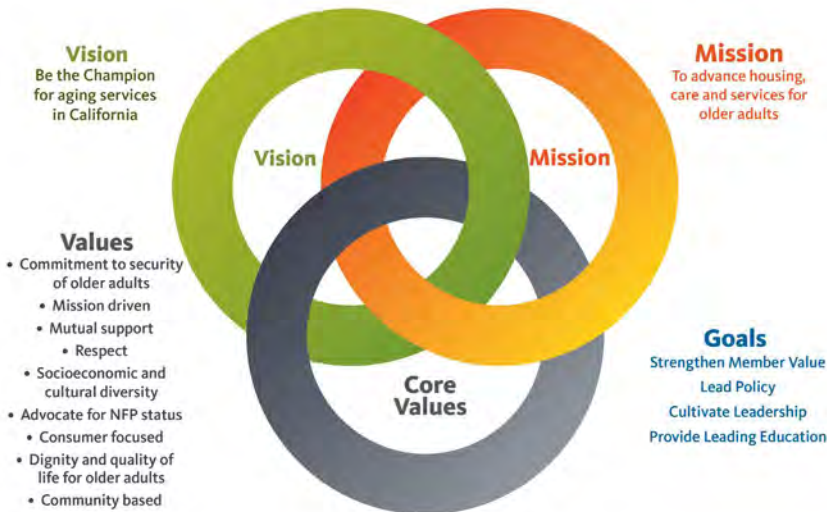 Vision
Be the Champion
for aging services
in California
Mission
To advance housing,
care and services for
older adults
Vision
Mission
Values
• Commitment to security
of older adults
• Mission driven
• Mutual support
• Respect
• Socioeconomic and
cultural diversity
• Advocate for NFP status
• Consumer focused
• Dignity and quality of
life for older adults
• Community based
Core
Values
Goals
Strengthen Member Value
Lead Policy
Cultivate Leadership
Provide Leading Education